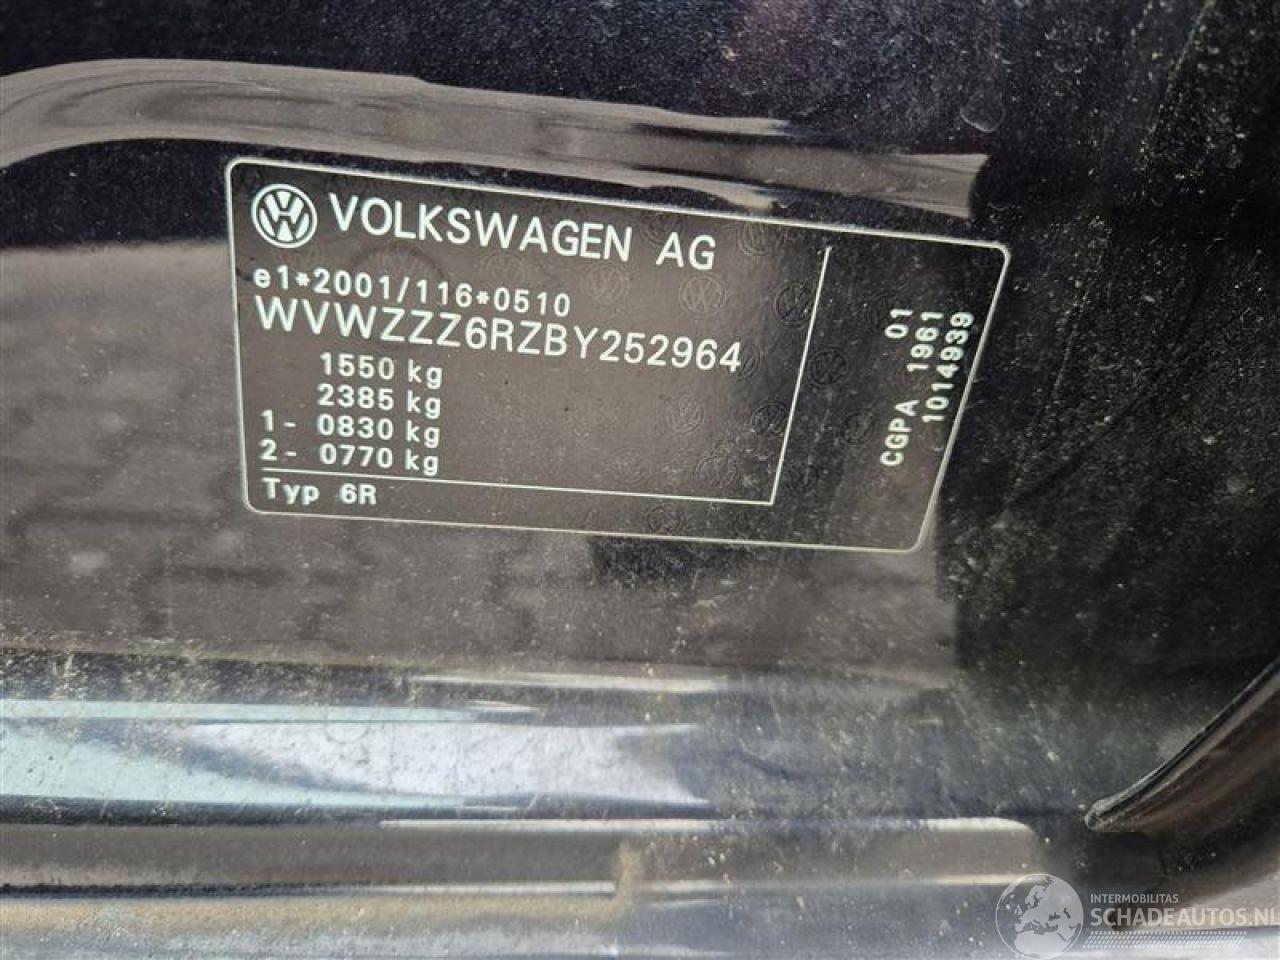 VOLKSWAGEN AG
e1*2001/116*0510
WVWZZZ6RZBY252964
1550 kg
2385 kg
1- 0830 kg
2- 0770 kg
Typ 6R
CGPA 1961 01
1014939
INTERMOBILITAS
SCHADEAUTOS.NL